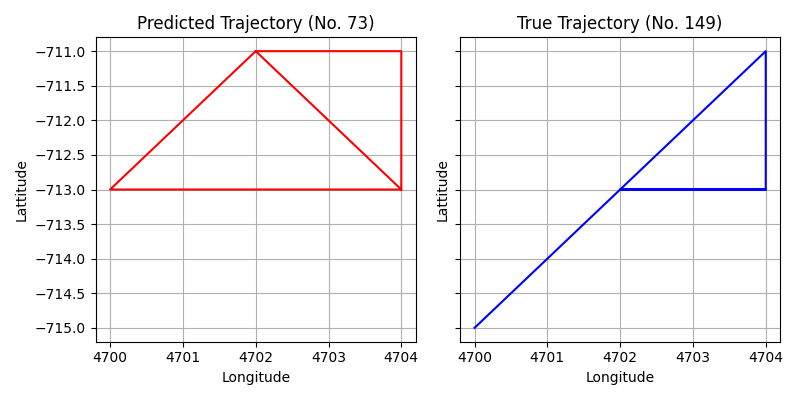 Predicted Trajectory (No. 73)
True Trajectory (No. 149)
Lattitude
−711.0
−711.5
−712.0
−712.5
−713.0
−713.5
−714.0
−714.5
−715.0
4700 4701 4702 4703 4704
Longitude
Lattitude
4700 4701 4702 4703 4704
Longitude